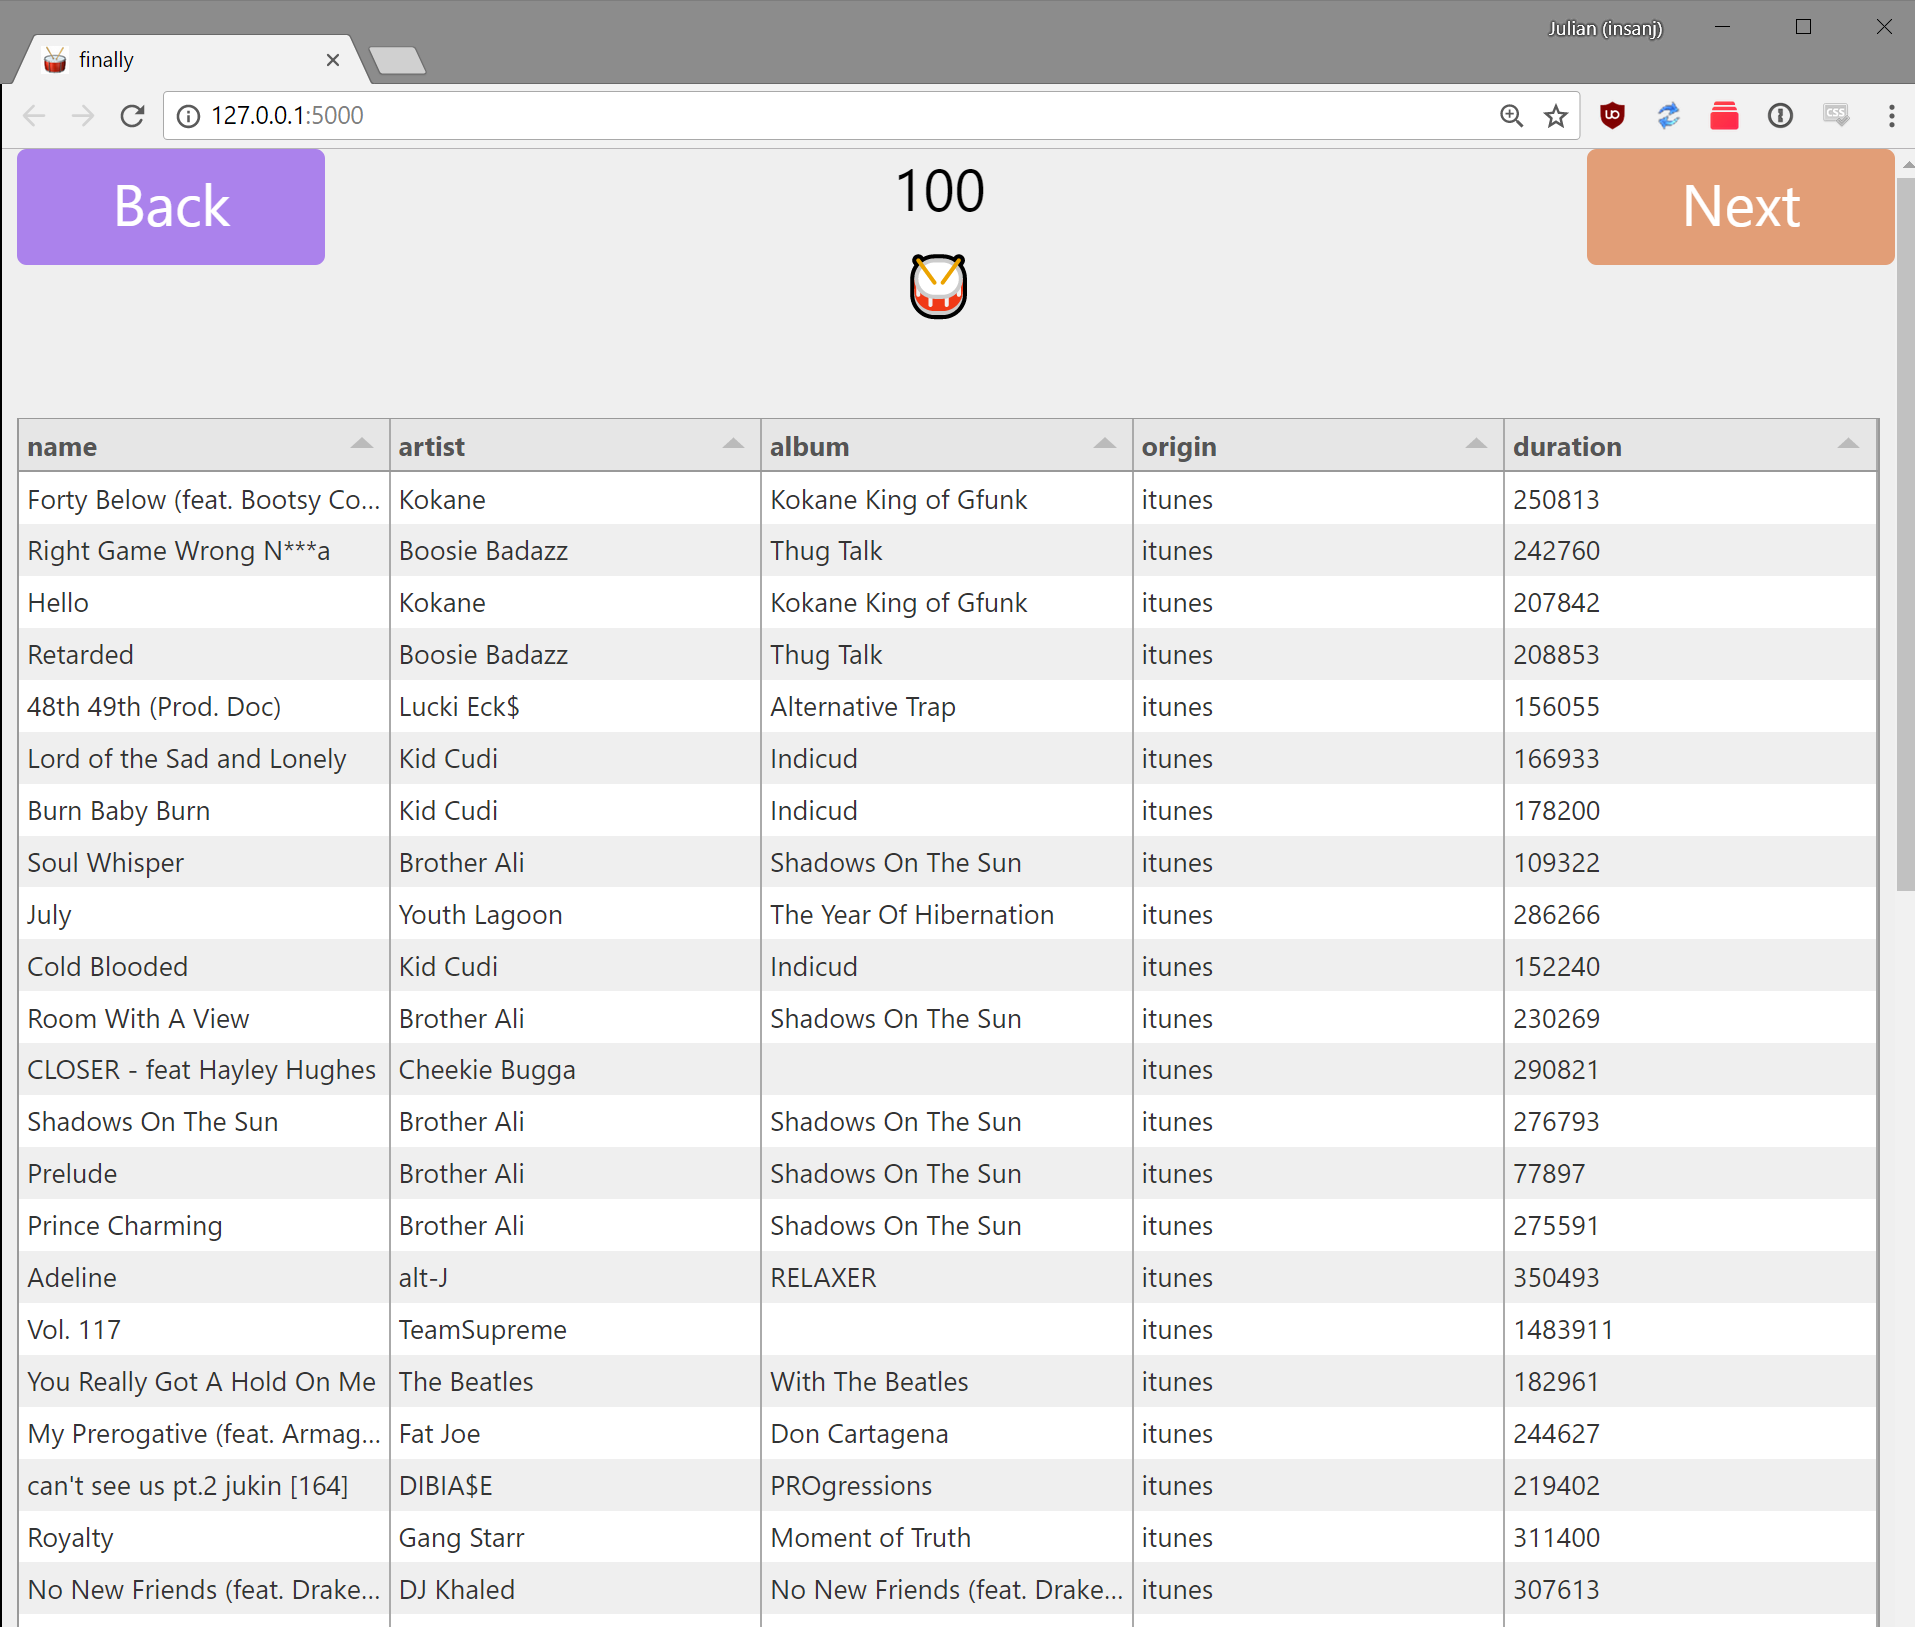 Julian (insanj)
finally
127.0.0.1:5000
Back 100 Next
name artist album origin duration
Forty Below (feat. Bootsy Co... Kokane Kokane King of Gfunk itunes 250813
Right Game Wrong N***a Boosie Badazz Thug Talk itunes 242760
Hello Kokane Kokane King of Gfunk itunes 207842
Retarded Boosie Badazz Thug Talk itunes 208853
48th 49th (Prod. Doc) Lucki Eck$ Alternative Trap itunes 156055
Lord of the Sad and Lonely Kid Cudi Indicud itunes 166933
Burn Baby Burn Kid Cudi Indicud itunes 178200
Soul Whisper Brother Ali Shadows On The Sun itunes 109322
July Youth Lagoon The Year Of Hibernation itunes 286266
Cold Blooded Kid Cudi Indicud itunes 152240
Room With A View Brother Ali Shadows On The Sun itunes 230269
CLOSER - feat Hayley Hughes Cheekie Bugga itunes 290821
Shadows On The Sun Brother Ali Shadows On The Sun itunes 276793
Prelude Brother Ali Shadows On The Sun itunes 77897
Prince Charming Brother Ali Shadows On The Sun itunes 275591
Adeline alt-J RELAXER itunes 350493
Vol. 117 TeamSupreme itunes 1483911
You Really Got A Hold On Me The Beatles With The Beatles itunes 182961
My Prerogative (feat. Armag... Fat Joe Don Cartagena itunes 244627
can't see us pt.2 jukin [164] DIBIA$E PROgressions itunes 219402
Royalty Gang Starr Moment of Truth itunes 311400
No New Friends (feat. Drake... DJ Khaled No New Friends (feat. Drake... itunes 307613